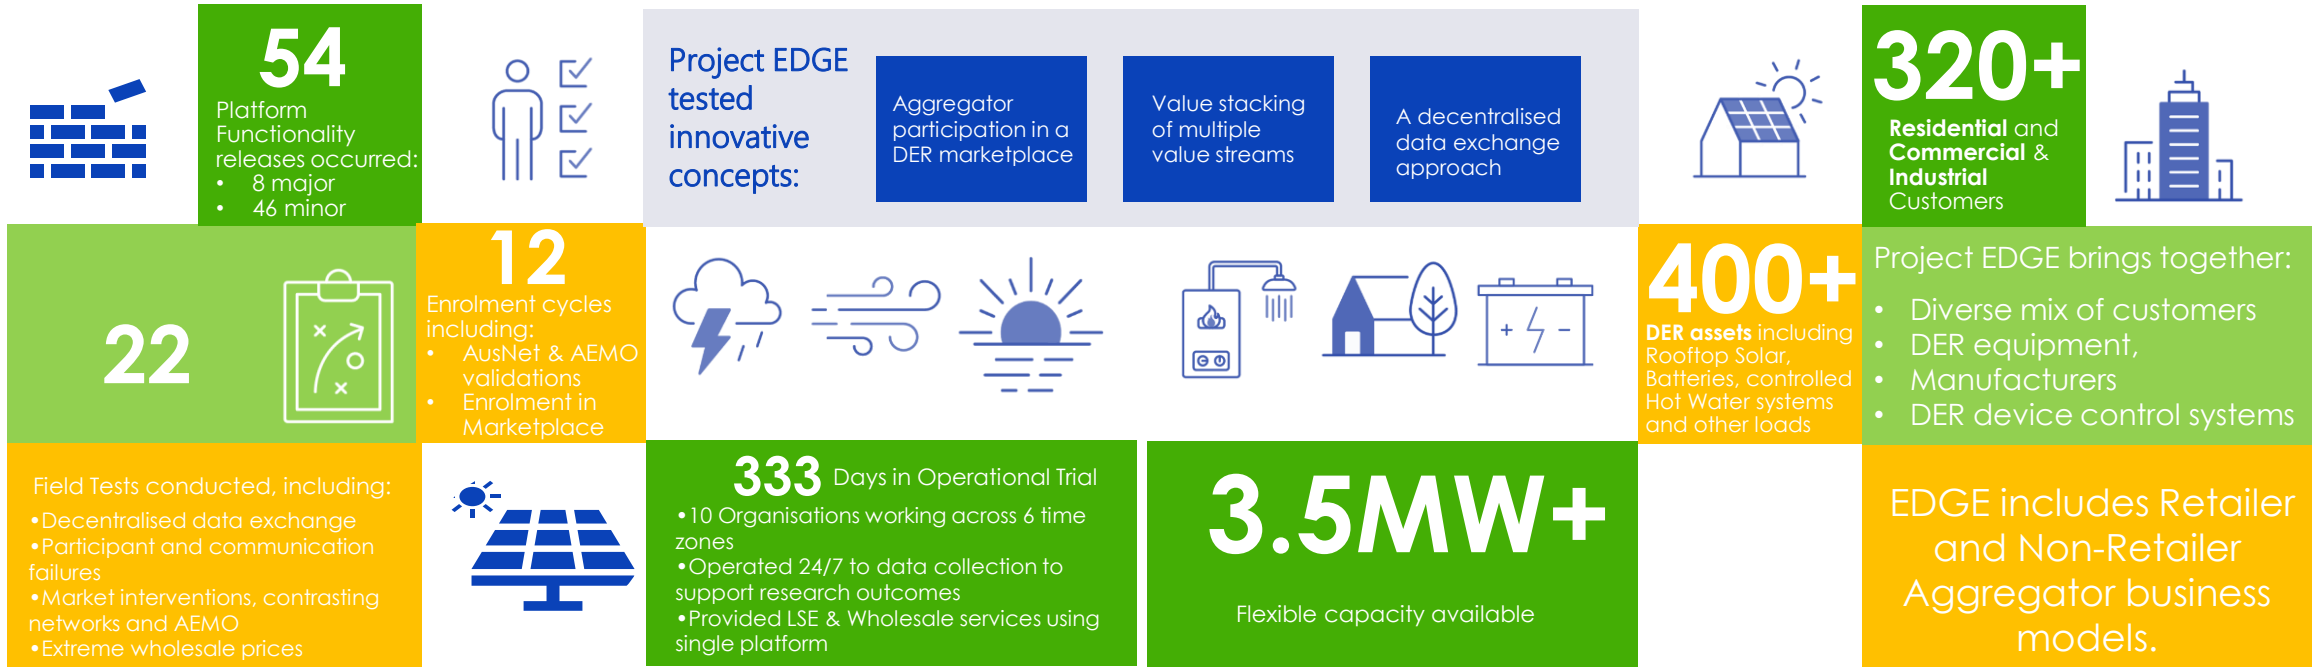 54
Platform
Functionality
releases occurred:
• 8 major
• 46 minor
Project EDGE
tested
innovative
concepts:
Aggregator
participation in a
DER marketplace
Value stacking
of multiple
value streams
A decentralised
data exchange
approach
320+
Residential and
Commercial &
Industrial
Customers
22
Field Tests conducted, including:
•Decentralised data exchange
•Participant and communication
failures
•Market interventions, contrasting
networks and AEMO
•Extreme wholesale prices
12
Enrolment cycles
including:
• AusNet & AEMO
validations
• Enrolment in
Marketplace
400+
DER assets including
Rooftop Solar,
Batteries, controlled
Hot Water systems
and other loads
Project EDGE brings together:
• Diverse mix of customers
• DER equipment,
• Manufacturers
• DER device control systems
333 Days in Operational Trial
•10 Organisations working across 6 time
zones
•Operated 24/7 to data collection to
support research outcomes
•Provided LSE & Wholesale services using
single platform
3.5MW+
Flexible capacity available
EDGE includes Retailer
and Non-Retailer
Aggregator business
models.